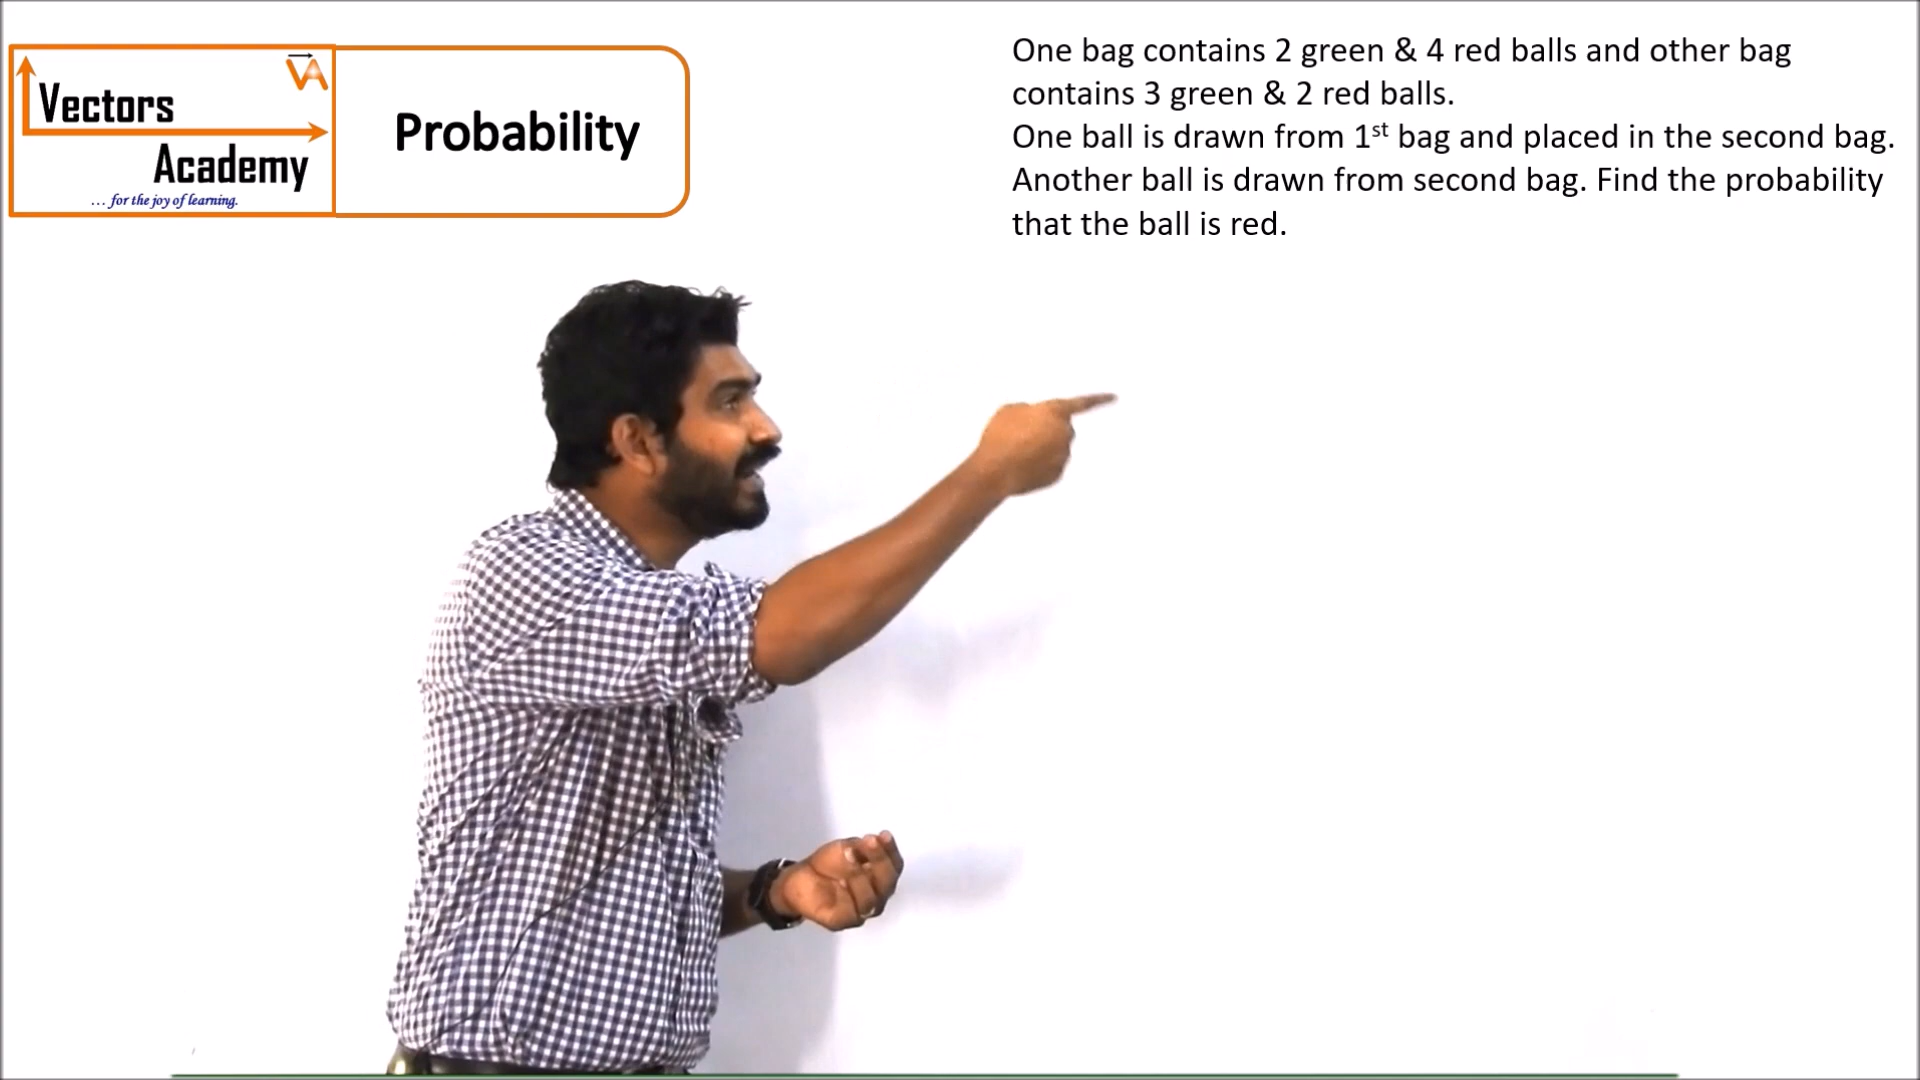 Vectors
Academy
... for the joy of learning.
VA
Probability
One bag contains 2 green & 4 red balls and other bag
contains 3 green & 2 red balls.
One ball is drawn from 1st bag and placed in the second bag.
Another ball is drawn from second bag. Find the probability
that the ball is red.